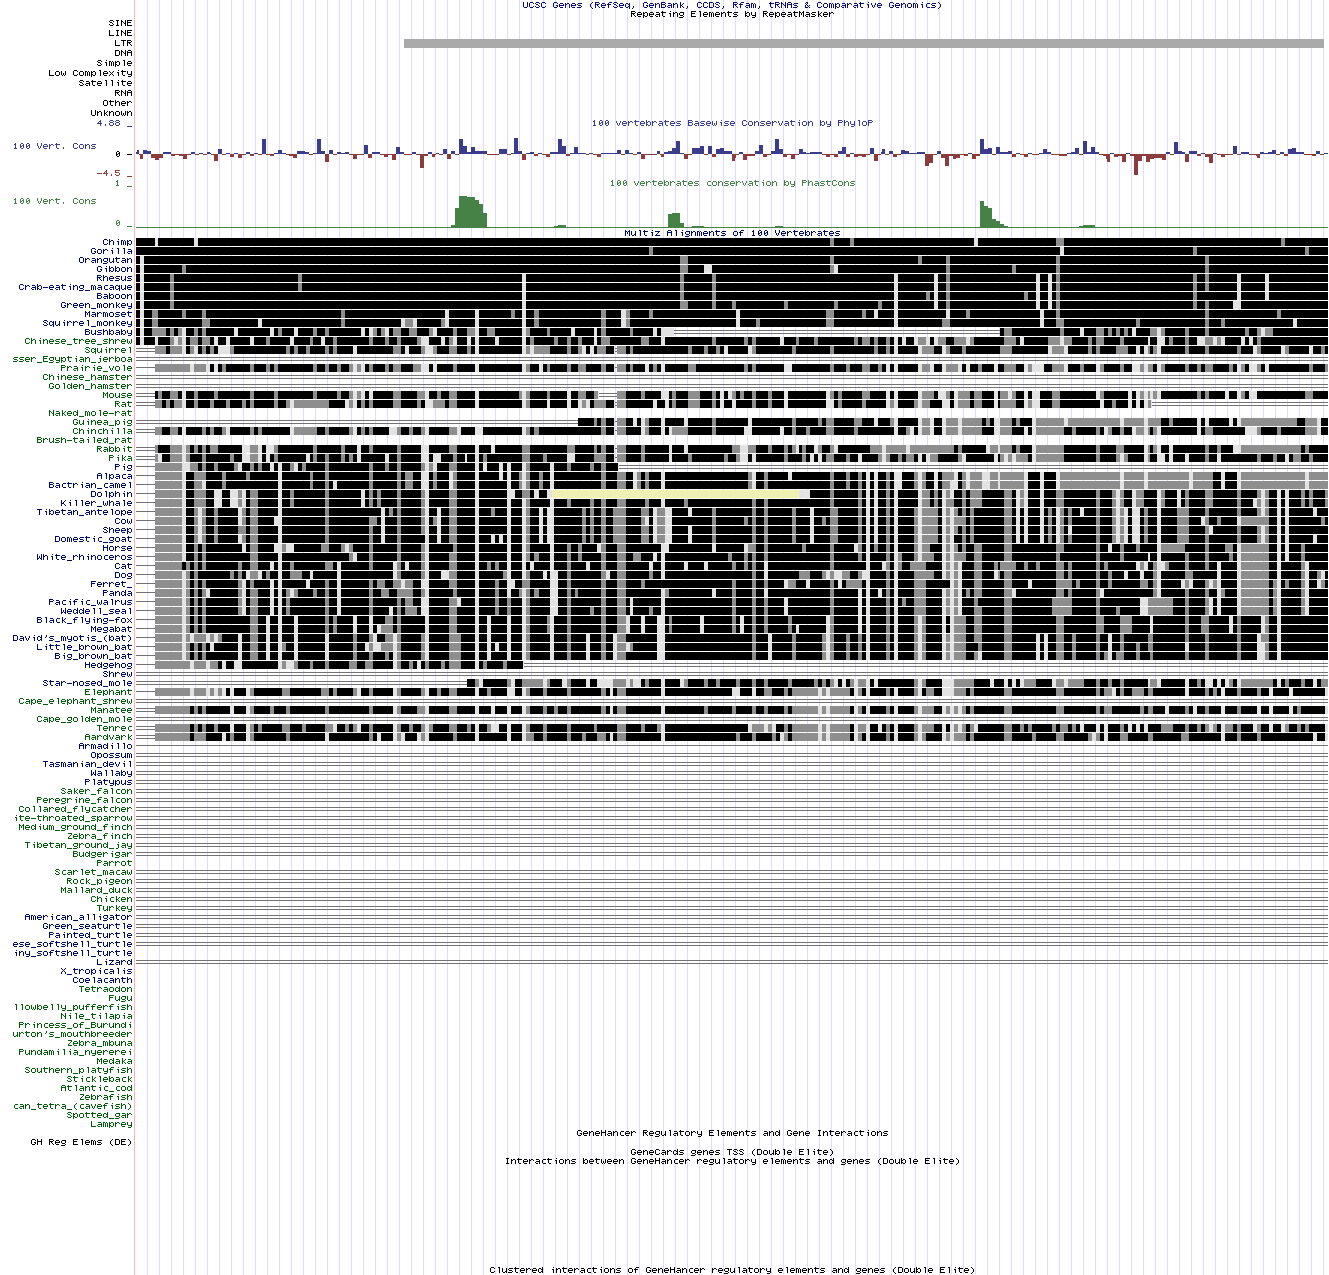 UCSC Genes (RefSeq, GenBank, CCDS, Rfam, tRNAs & Comparative Genomics)
Repeating Elements by RepeatMasker
SINE
LINE
LTR
DNA
Simple
Low Complexity
Satellite
RNA
Other
Unknown
100 vertebrates Basewise Conservation by PhyloP
4.88 _
100 Vert. Cons
0 _
-4.5 _
100 vertebrates conservation by PhastCons
1 _
100 Vert. Cons
0 _
Multiz Alignments of 100 Vertebrates
Chimp
Gorilla
Orangutan
Gibbon
Rhesus
Crab-eating_macaque
Baboon
Green_monkey
Marmoset
Squirrel_monkey
Bushbaby
Chinese_tree_shrew
Squirrel
sser_Egyptian_jerboa
Prairie_vole
Chinese_hamster
Golden_hamster
Mouse
Rat
Naked_mole-rat
Guinea_pig
Chinchilla
Brush-tailed_rat
Rabbit
Pika
Pig
Alpaca
Bactrian_camel
Dolphin
Killer_whale
Tibetan_antelope
Cow
Sheep
Domestic_goat
Horse
White_rhinoceros
Cat
Dog
Ferret_
Panda
Pacific_walrus
Weddell_seal
Black_flying-fox
Megabat
David's_myotis_(bat)
Little_brown_bat
Big_brown_bat
Hedgehog
Shrew
Star-nosed_mole
Elephant
Cape_elephant_shrew
Manatee
Cape_golden_mole
Tenrec
Aardvark
Armadillo
Opossum
Tasmanian_devil
Wallaby
Platypus
Saker_falcon
Peregrine_falcon
Collared_flycatcher
ite-throated_sparrow
Medium_ground_finch
Zebra_finch
Tibetan_ground_jay
Budgerigar
Parrot
Scarlet_macaw
Rock_pigeon
Mallard_duck
Chicken
Turkey
American_alligator
Green_seaturtle
Painted_turtle
ese_softshell_turtle
iny_softshell_turtle
Lizard
X_tropicalis
Coelacanth
Tetraodon
Fugu
llowbelly_pufferfish
Nile_tilapia
Princess_of_Burundi
urton's_mouthbreeder
Zebra_mbuna
Pundamilia_nyererei
Medaka
Southern_platyfish
Stickleback
Atlantic_cod
Zebrafish
can_tetra_(cavefish)
Spotted_gar
Lamprey
GeneHancer Regulatory Elements and Gene Interactions
GH Reg Elems (DE)
GeneCards genes TSS (Double Elite)
Interactions between GeneHancer regulatory elements and genes (Double Elite)
Clustered interactions of GeneHancer regulatory elements and genes (Double Elite)